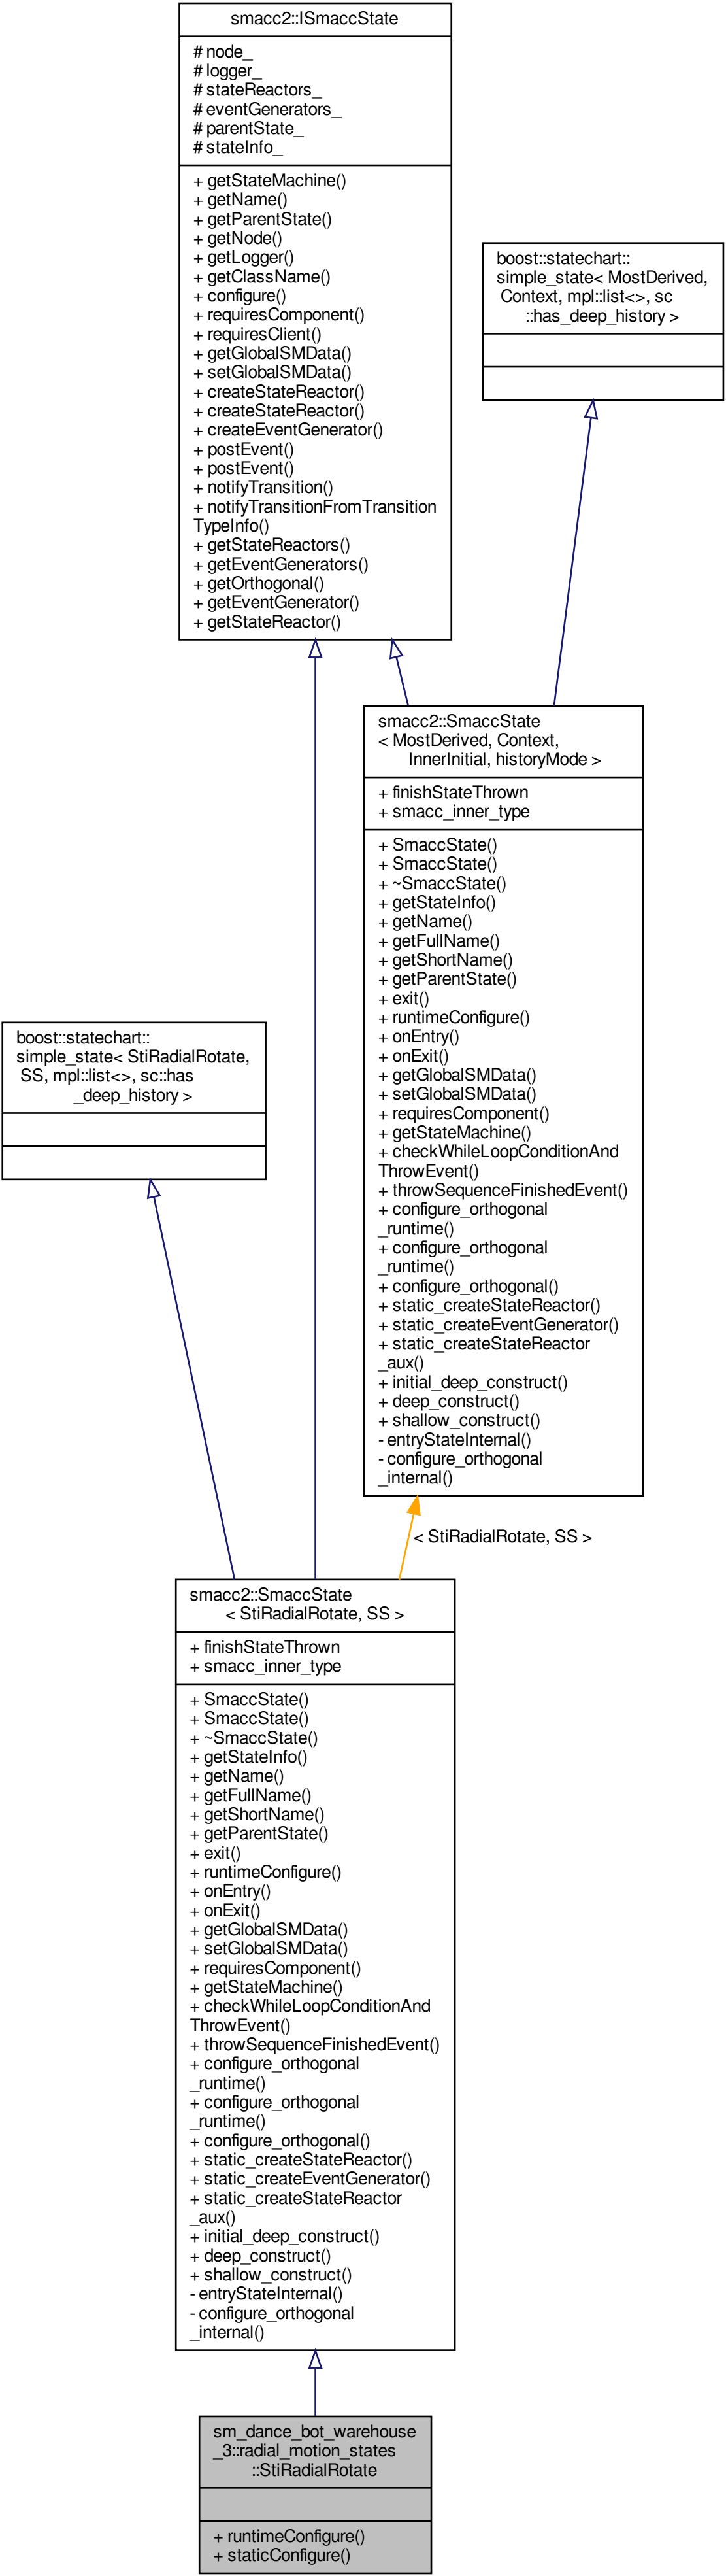 smacc2::ISmaccState
# node_
# logger_
# stateReactors_
# eventGenerators_
# parentState_
# stateInfo_
+ getStateMachine()
+ getName()
+ getParentState()
+ getNode()
+ getLogger()
+ getClassName()
+ configure()
+ requiresComponent()
+ requiresClient()
+ getGlobalSMData()
+ setGlobalSMData()
+ createStateReactor()
+ createStateReactor()
+ createEventGenerator()
+ postEvent()
+ postEvent()
+ notifyTransition()
+ notifyTransitionFromTransition
TypeInfo()
+ getStateReactors()
+ getEventGenerators()
+ getOrthogonal()
+ getEventGenerator()
+ getStateReactor()
boost::statechart::
simple_state< MostDerived,
Context, mpl::list<>, sc
::has_deep_history >
smacc2::SmaccState
< MostDerived, Context,
InnerInitial, historyMode >
+ finishStateThrown
+ smacc_inner_type
+ SmaccState()
+ SmaccState()
+ ~SmaccState()
+ getStateInfo()
+ getName()
+ getFullName()
+ getShortName()
+ getParentState()
+ exit()
+ runtimeConfigure()
+ onEntry()
+ onExit()
+ getGlobalSMData()
+ setGlobalSMData()
+ requiresComponent()
+ getStateMachine()
+ checkWhileLoopConditionAnd
ThrowEvent()
+ throwSequenceFinishedEvent()
+ configure_orthogonal
_runtime()
+ configure_orthogonal
_runtime()
+ configure_orthogonal()
+ static_createStateReactor()
+ static_createEventGenerator()
+ static_createStateReactor
_aux()
+ initial_deep_construct()
+ deep_construct()
+ shallow_construct()
- entryStateInternal()
- configure_orthogonal
_internal()
boost::statechart::
simple_state< StiRadialRotate,
SS, mpl::list<>, sc::has
_deep_history >
< StiRadialRotate, SS >
smacc2::SmaccState
< StiRadialRotate, SS >
+ finishStateThrown
+ smacc_inner_type
+ SmaccState()
+ SmaccState()
+ ~SmaccState()
+ getStateInfo()
+ getName()
+ getFullName()
+ getShortName()
+ getParentState()
+ exit()
+ runtimeConfigure()
+ onEntry()
+ onExit()
+ getGlobalSMData()
+ setGlobalSMData()
+ requiresComponent()
+ getStateMachine()
+ checkWhileLoopConditionAnd
ThrowEvent()
+ throwSequenceFinishedEvent()
+ configure_orthogonal
_runtime()
+ configure_orthogonal
_runtime()
+ configure_orthogonal()
+ static_createStateReactor()
+ static_createEventGenerator()
+ static_createStateReactor
_aux()
+ initial_deep_construct()
+ deep_construct()
+ shallow_construct()
- entryStateInternal()
- configure_orthogonal
_internal()
sm_dance_bot_warehouse
_3::radial_motion_states
::StiRadialRotate
+ runtimeConfigure()
+ staticConfigure()